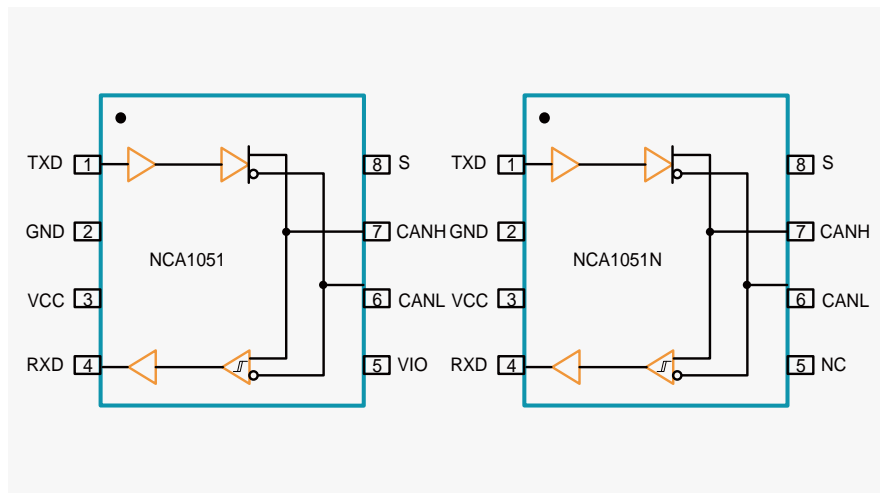 TXD 1 8 S TXD 1 8 S
GND 2 7 CANH GND 2 7 CANH
NCA1051 NCA1051N
VCC 3 6 CANL VCC 3 6 CANL
RXD 4 5 VIO RXD 4 5 NC